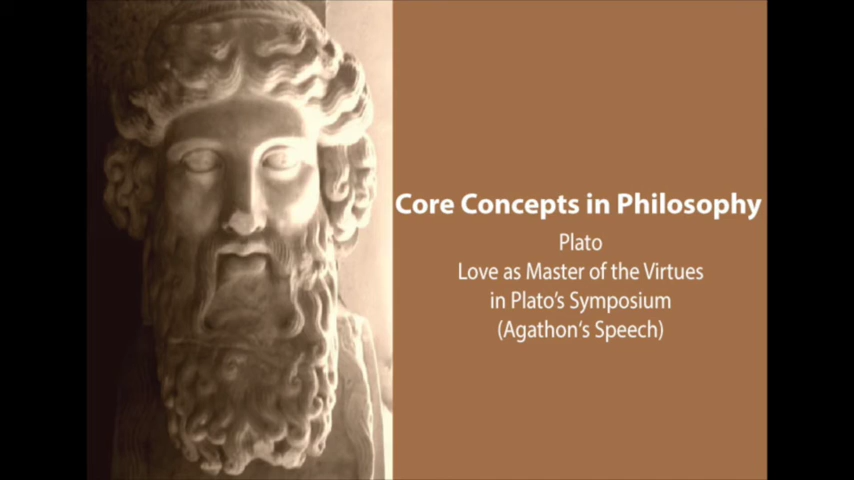 Core Concepts in Philosophy
Plato
Love as Master of the Virtues
in Plato's Symposium
(Agathon's Speech)